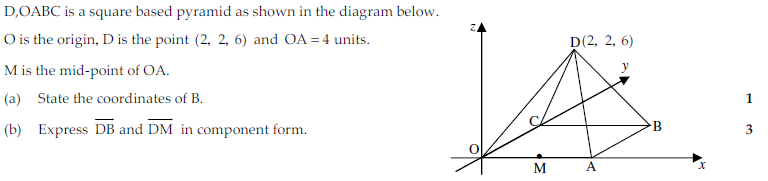 D,OABC is a square based pyramid as shown in the diagram below.
O is the origin, D is the point (2, 2, 6) and OA = 4 units.
M is the mid-point of OA.
(a) State the coordinates of B. 1
(b) Express DB and DM in component form. 3
z
D(2, 2, 6)
y
C
B
O
M
A
x